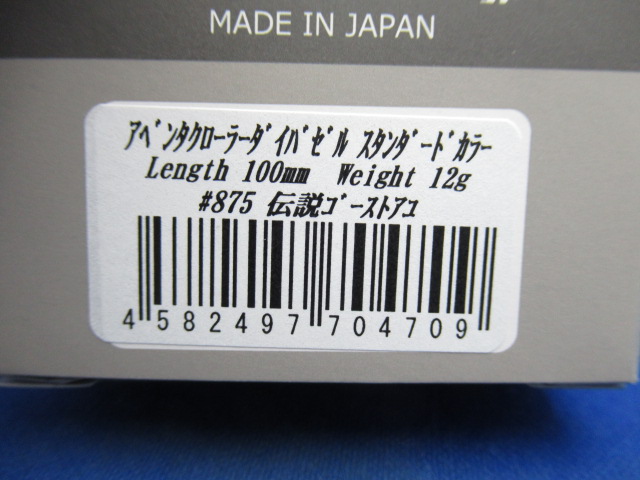 MADE IN JAPAN
ｱﾍﾞﾝﾀｸﾛｰﾗｰﾀﾞｲﾊﾞｾﾞﾙ ｽﾀﾝﾀﾞｰﾄﾞｶﾗｰ
Length 100mm Weight 12g
#875 伝説ｺﾞｰｽﾄｱﾕ
4 582497 704709